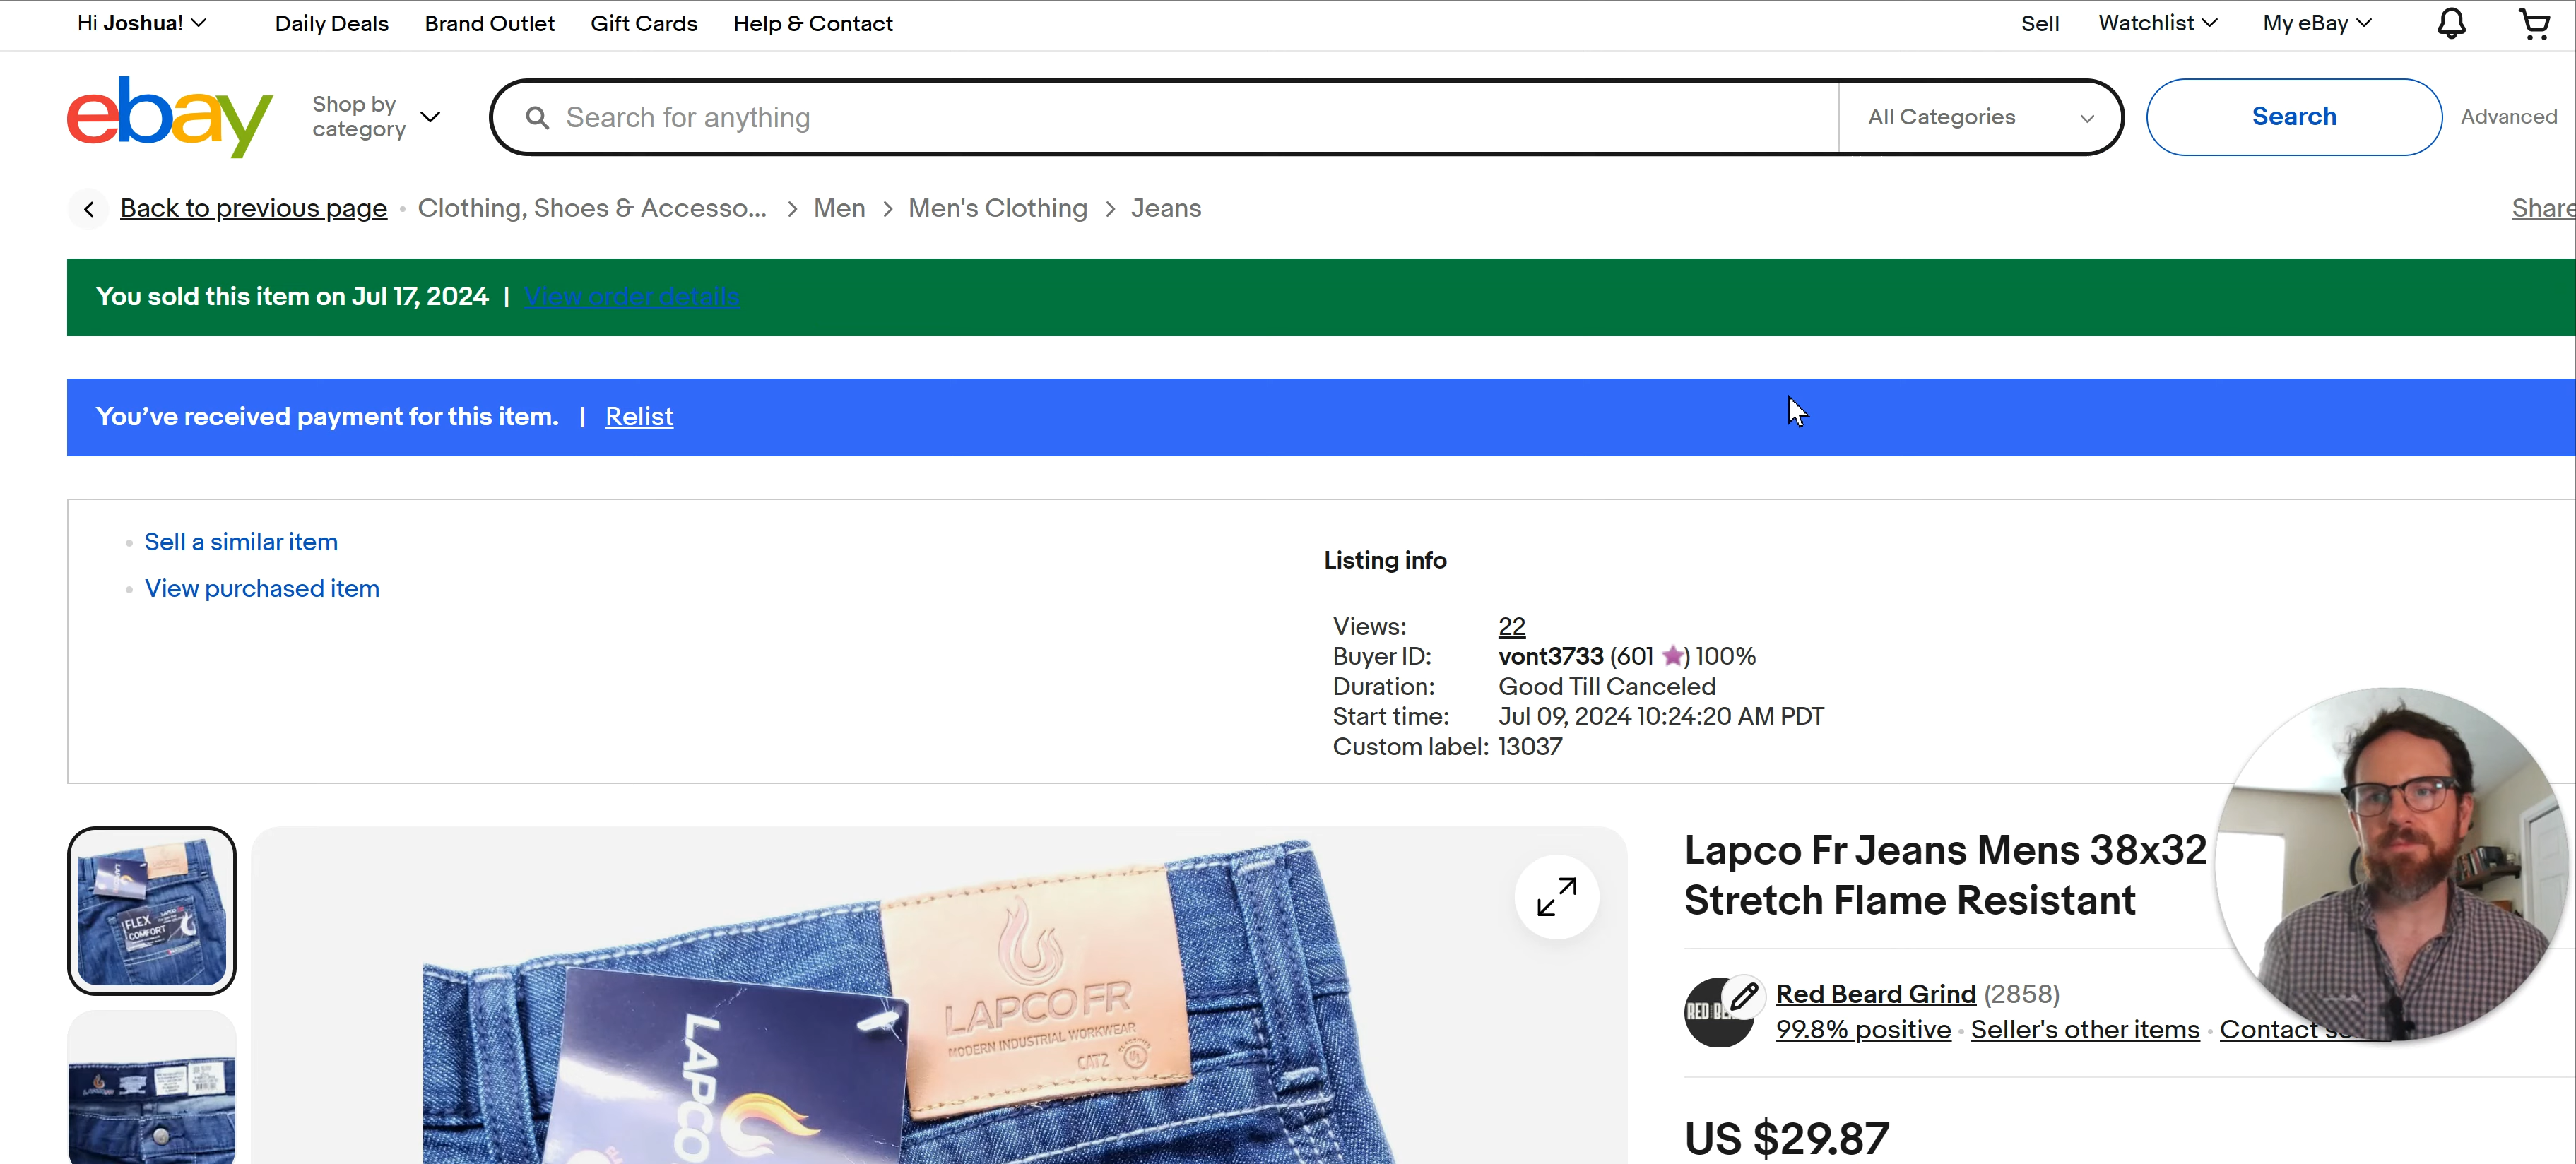 Hi Joshua!
Daily Deals
Brand Outlet
Gift Cards
Help & Contact
Sell
Watchlist
My eBay
ebay
Shop by
category
Search for anything
All Categories
Search
Advanced
Back to previous page
Clothing, Shoes & Accesso... > Men > Men's Clothing > Jeans
Share
You sold this item on Jul 17, 2024 | View order details
You've received payment for this item. | Relist
Sell a similar item
View purchased item
Listing info
Views: 22
Buyer ID: vont3733 (601 ★) 100%
Duration: Good Till Canceled
Start time: Jul 09, 2024 10:24:20 AM PDT
Custom label: 13037
FLEX
COMFORT
LAPCO FR
MODERN INDUSTRIAL WORKWEAR
CAT2 UL
LAPCO
Lapco Fr Jeans Mens 38x32
Stretch Flame Resistant
RED BE
Red Beard Grind (2858)
99.8% positive · Seller's other items · Contact se
US $29.87